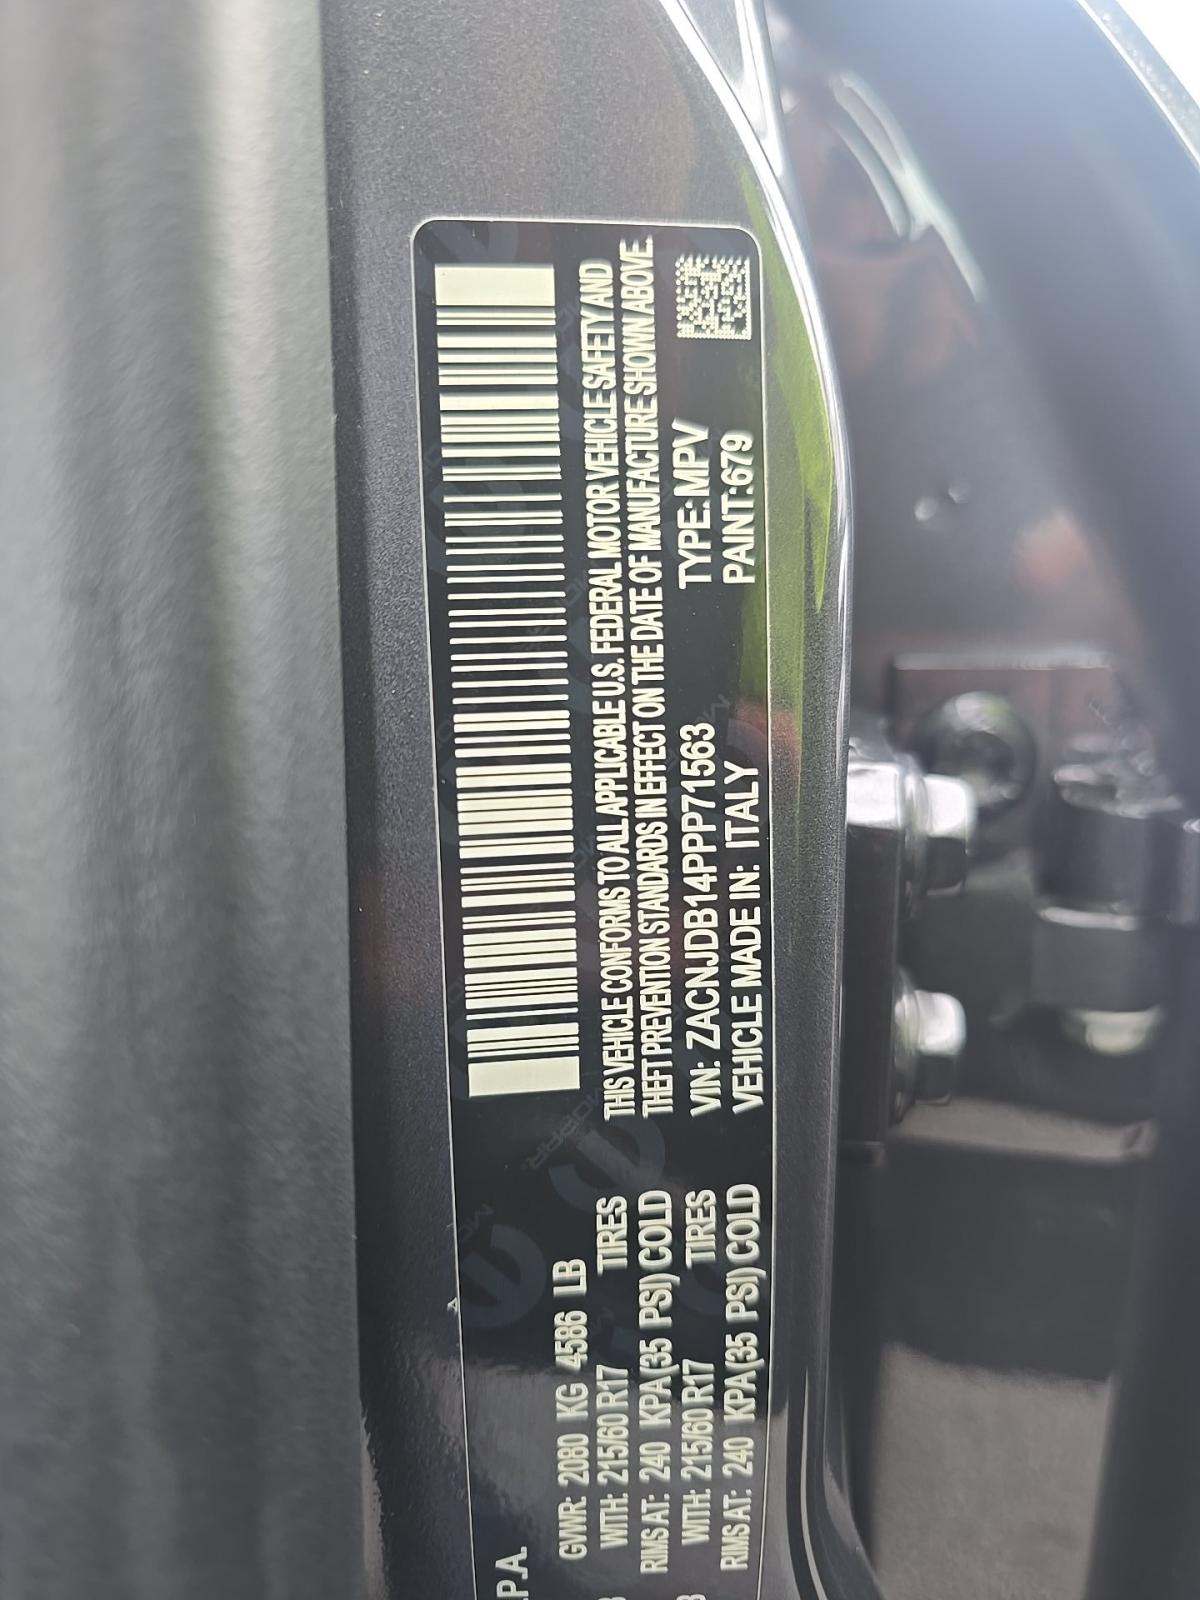 .P.A.
GWR: 2080 KG 4586 LB
WITH: 215/60 R17 TIRES
RIMS AT: 240 KPA(35 PSI) COLD
WITH: 215/60 R17 TIRES
RIMS AT: 240 KPA(35 PSI) COLD
THIS VEHICLE CONFORMS TO ALL APPLICABLE U.S. FEDERAL MOTOR VEHICLE SAFETY AND
THEFT PREVENTION STANDARDS IN EFFECT ON THE DATE OF MANUFACTURE SHOWN ABOVE.
VIN: ZACNJDB14PPP71563 TYPE: MPV
VEHICLE MADE IN: ITALY PAINT:679